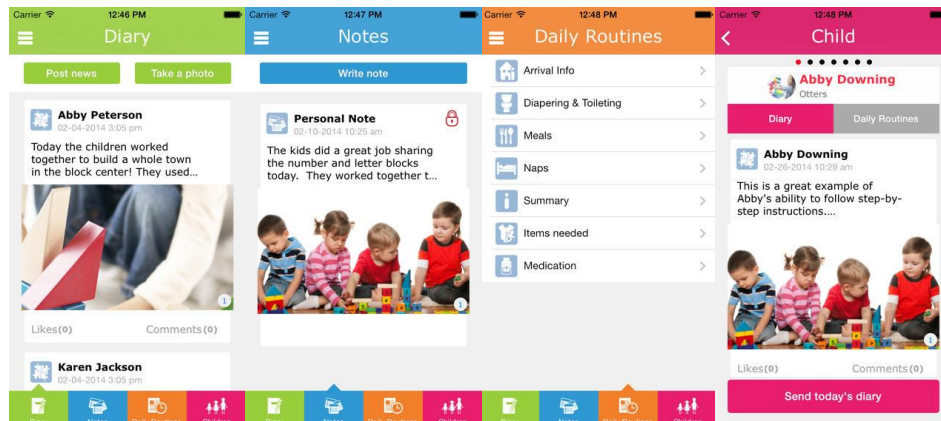 Carrier 12:46 PM
Diary
Post news
Take a photo
Abby Peterson
02-04-2014 3:05 pm
Today the children worked
together to build a whole town
in the block center! They used...
1
Likes(0)
Comments(0)
Karen Jackson
02-04-2014 3:05 pm
Carrier 12:47 PM
Notes
Write note
Personal Note
02-10-2014 10:25 am
The kids did a great job sharing
the number and letter blocks
today. They worked together t...
1
Carrier 12:48 PM
Daily Routines
Arrival Info
Diapering & Toileting
Meals
Naps
Summary
Items needed
Medication
Carrier 12:48 PM
Child
Abby Downing
Otters
Diary
Daily Routines
Abby Downing
02-26-2014 10:29 am
This is a great example of
Abby's ability to follow step-by-
step instructions....
1
Likes(0)
Comments(0)
Send today's diary